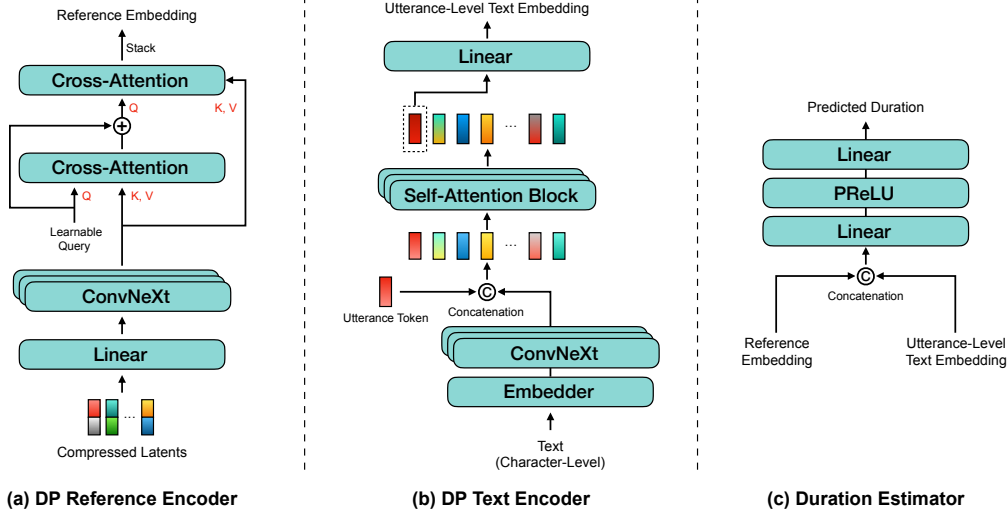 Reference Embedding
Stack
Cross-Attention
Q
K, V
+
Cross-Attention
Q
K, V
Learnable
Query
ConvNeXt
Linear
...
Compressed Latents
(a) DP Reference Encoder
Utterance-Level Text Embedding
Linear
...
Self-Attention Block
...
C
Utterance Token
Concatenation
ConvNeXt
Embedder
Text
(Character-Level)
(b) DP Text Encoder
Predicted Duration
Linear
PReLU
Linear
C
Concatenation
Reference
Embedding
Utterance-Level
Text Embedding
(c) Duration Estimator